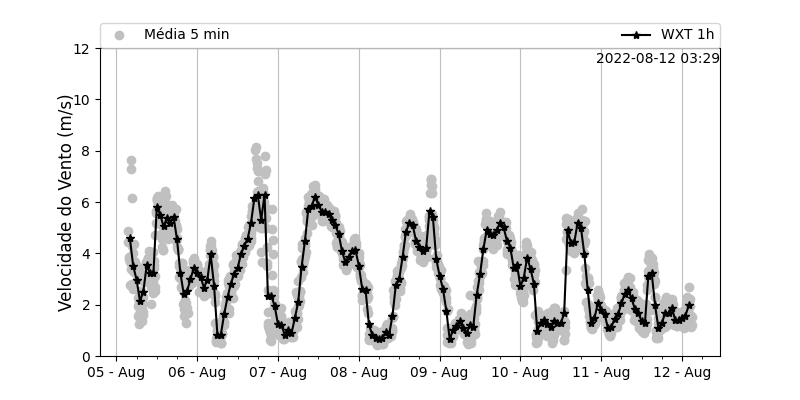 Média 5 min
WXT 1h
2022-08-12 03:29
Velocidade do Vento (m/s)
12
10
8
6
4
2
0
05 - Aug 06 - Aug 07 - Aug 08 - Aug 09 - Aug 10 - Aug 11 - Aug 12 - Aug